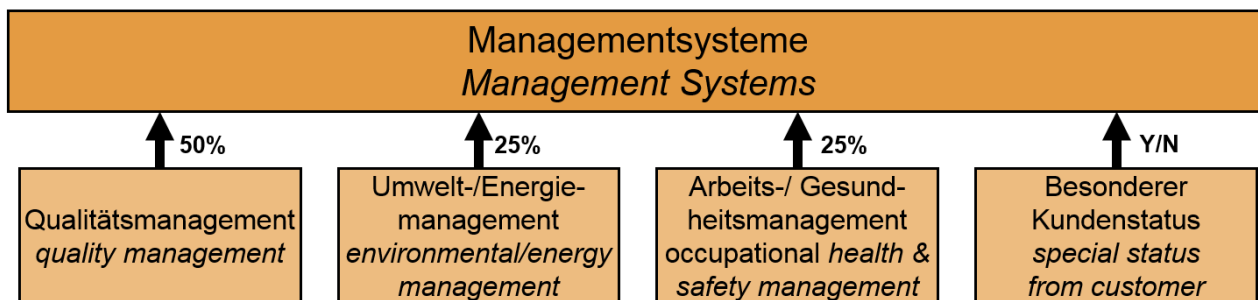 Managementsysteme
Management Systems
50%
25%
25%
Y/N
Qualitätsmanagement
quality management
Umwelt-/Energie-
management
environmental/energy
management
Arbeits-/ Gesund-
heitsmanagement
occupational health &
safety management
Besonderer
Kundenstatus
special status
from customer